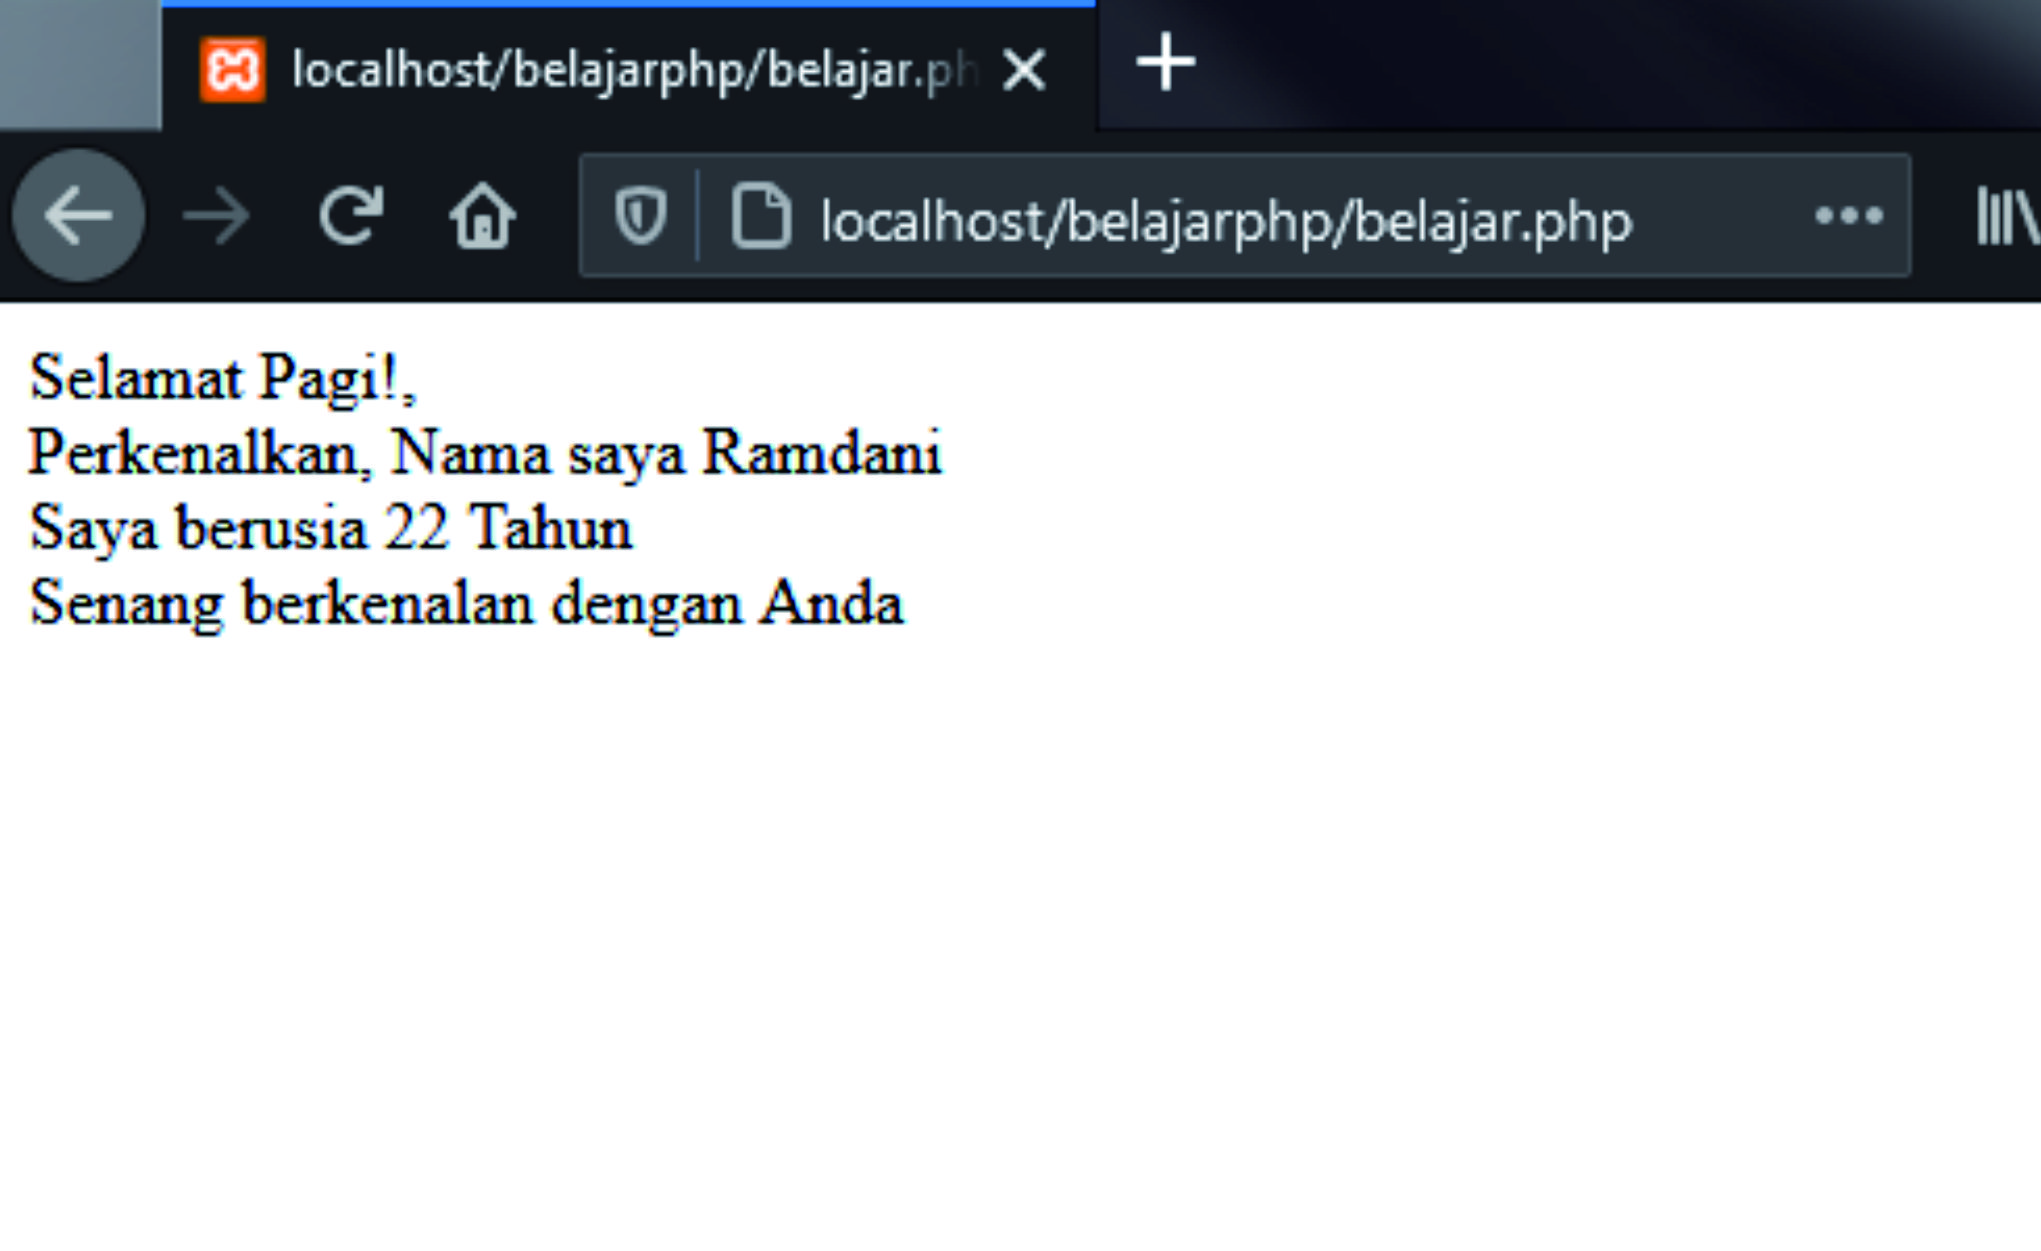 localhost/belajarphp/belajar.ph
localhost/belajarphp/belajar.php
Selamat Pagi!,
Perkenalkan, Nama saya Ramdani
Saya berusia 22 Tahun
Senang berkenalan dengan Anda